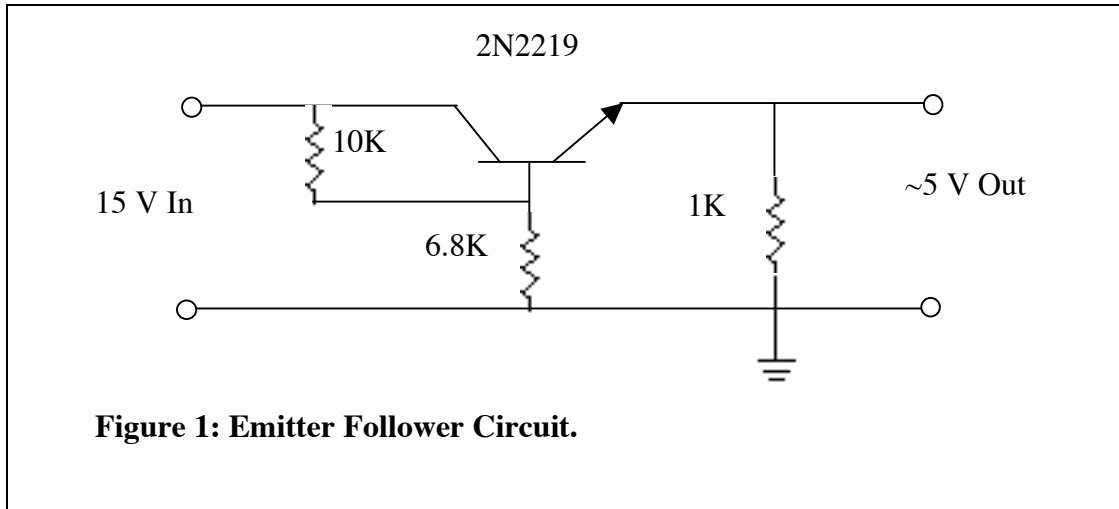 2N2219
10K
15 V In
6.8K
1K
~5 V Out
Figure 1: Emitter Follower Circuit.